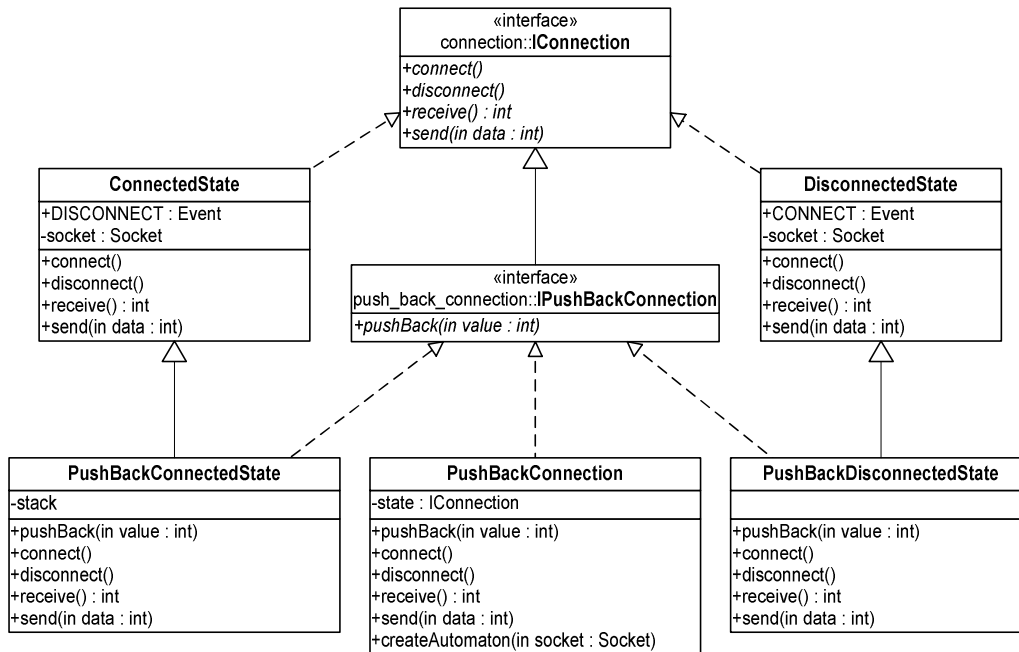 «interface»
connection::IConnection
+connect()
+disconnect()
+receive() : int
+send(in data : int)
ConnectedState
+DISCONNECT : Event
-socket : Socket
+connect()
+disconnect()
+receive() : int
+send(in data : int)
«interface»
push_back_connection::IPushBackConnection
+pushBack(in value : int)
DisconnectedState
+CONNECT : Event
-socket : Socket
+connect()
+disconnect()
+receive() : int
+send(in data : int)
PushBackConnectedState
-stack
+pushBack(in value : int)
+connect()
+disconnect()
+receive() : int
+send(in data : int)
PushBackConnection
-state : IConnection
+pushBack(in value : int)
+connect()
+disconnect()
+receive() : int
+send(in data : int)
+createAutomaton(in socket : Socket)
PushBackDisconnectedState
+pushBack(in value : int)
+connect()
+disconnect()
+receive() : int
+send(in data : int)